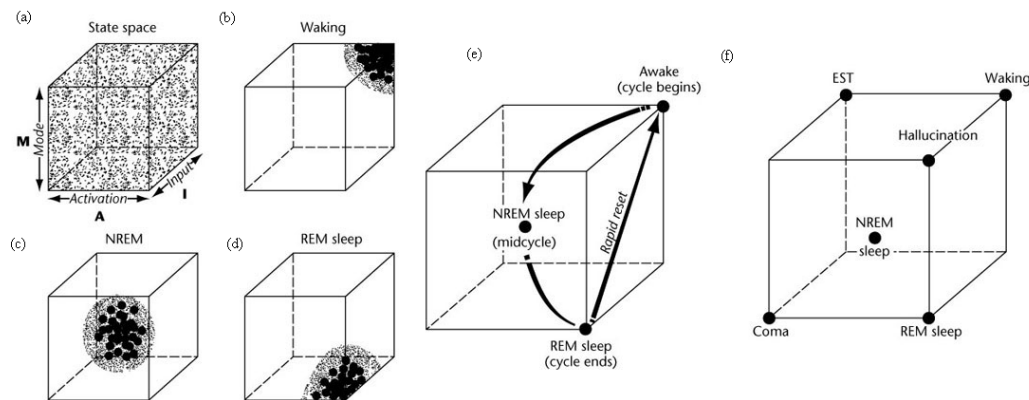 (a)
State space
M
Mode
Activation
A
Input
I
(b)
Waking
(c)
NREM
(d)
REM sleep
(e)
Awake
(cycle begins)
NREM sleep
(midcycle)
Rapid reset
REM sleep
(cycle ends)
(f)
EST
Waking
Hallucination
NREM
sleep
Coma
REM sleep